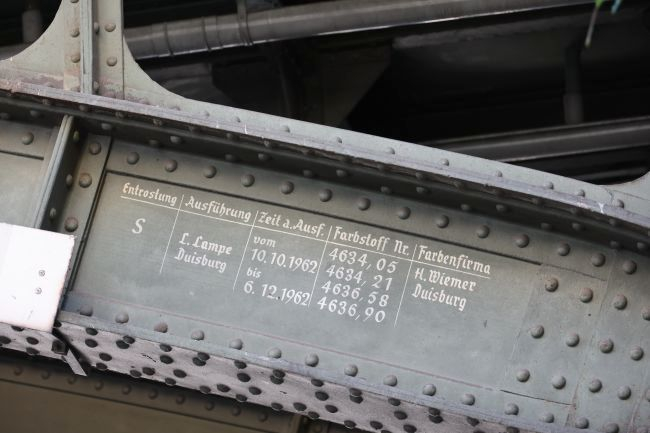 Entrostung Ausführung Zeit d. Ausf. Farbstoff Nr. Farbenfirma
S L. Lampe vom 4634,05 H. Wiemer
Duisburg 10.10.1962 4634,21 Duisburg
bis 4636,58
6.12.1962 4636,90